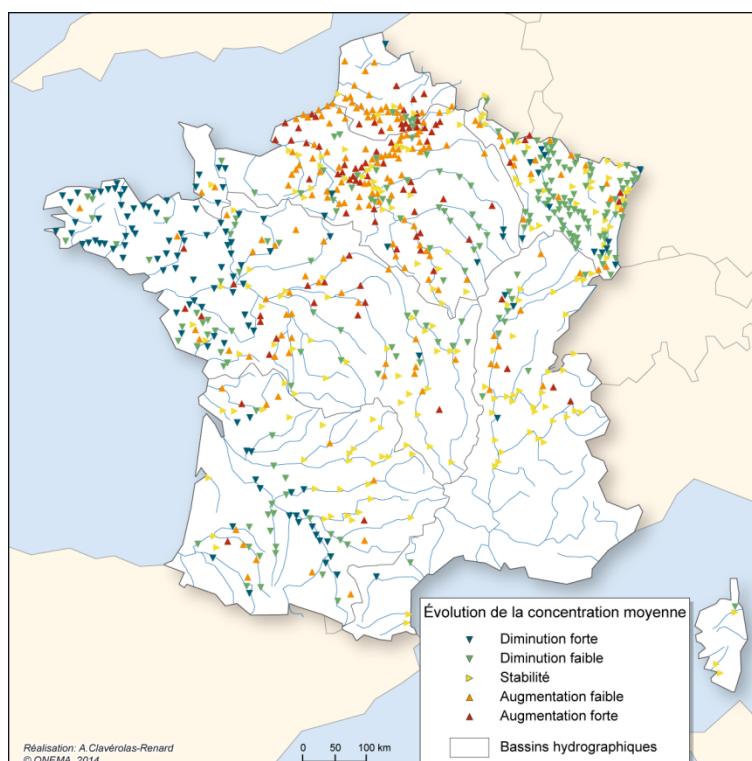 Évolution de la concentration moyenne
Diminution forte
Diminution faible
Stabilité
Augmentation faible
Augmentation forte
Bassins hydrographiques
Réalisation: A.Clavérolas-Renard
© ONEMA, 2014
0 50 100 km